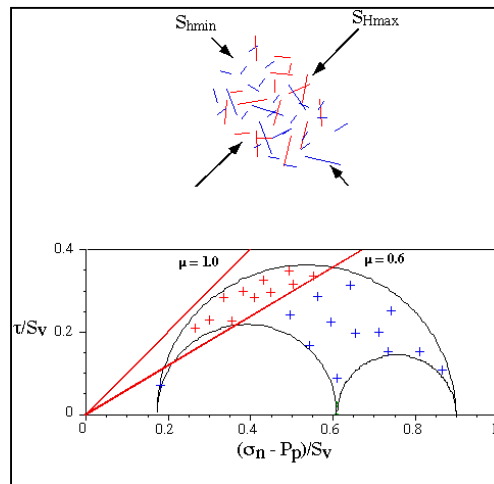 Shmin
SHmax
0.4
μ = 1.0
μ = 0.6
τ/Sv
0.2
0
0
0.2
0.4
0.6
0.8
1
(σn - Pp)/Sv